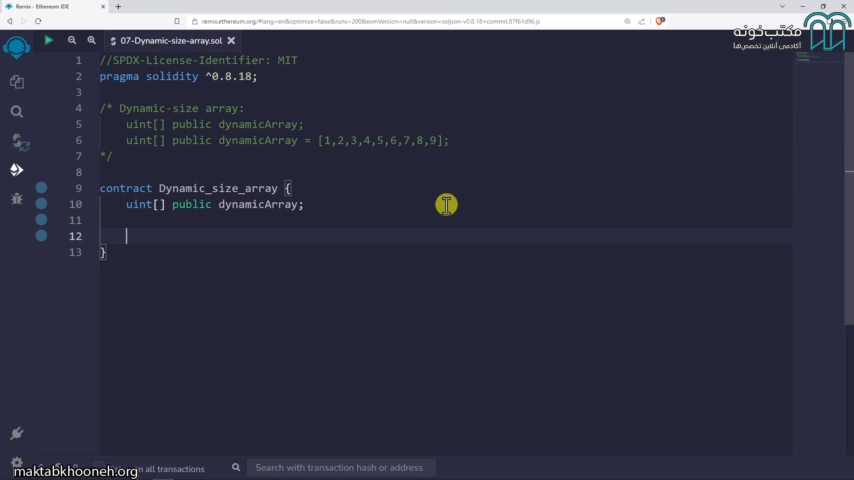 Remix - Ethereum IDE
remix.ethereum.org/#lang=en&optimize=false&runs=200&evmVersion=null&version=soljson-v0.8.18+commit.87f61d96.js
مکتب‌خونه
آکادمی آنلاین تخصص‌ها
07-Dynamic-size-array.sol
1 //SPDX-License-Identifier: MIT
2 pragma solidity ^0.8.18;
3
4 /* Dynamic-size array:
5 uint[] public dynamicArray;
6 uint[] public dynamicArray = [1,2,3,4,5,6,7,8,9];
7 */
8
9 contract Dynamic_size_array {
10 uint[] public dynamicArray;
11
12
13 }
n all transactions
Search with transaction hash or address
maktabkhooneh.org